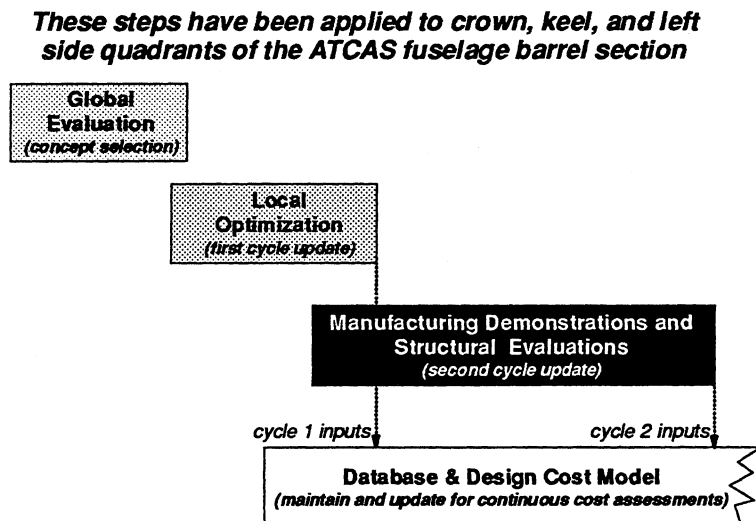 These steps have been applied to crown, keel, and left
side quadrants of the ATCAS fuselage barrel section
Global
Evaluation
(concept selection)
Local
Optimization
(first cycle update)
Manufacturing Demonstrations and
Structural Evaluations
(second cycle update)
cycle 1 inputs
cycle 2 inputs
Database & Design Cost Model
(maintain and update for continuous cost assessments)